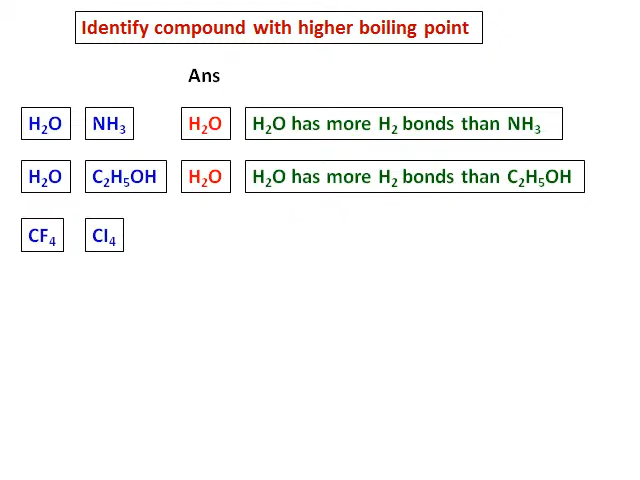 Identify compound with higher boiling point
Ans
H₂O NH₃ H₂O H₂O has more H₂ bonds than NH₃
H₂O C₂H₅OH H₂O H₂O has more H₂ bonds than C₂H₅OH
CF₄ CI₄